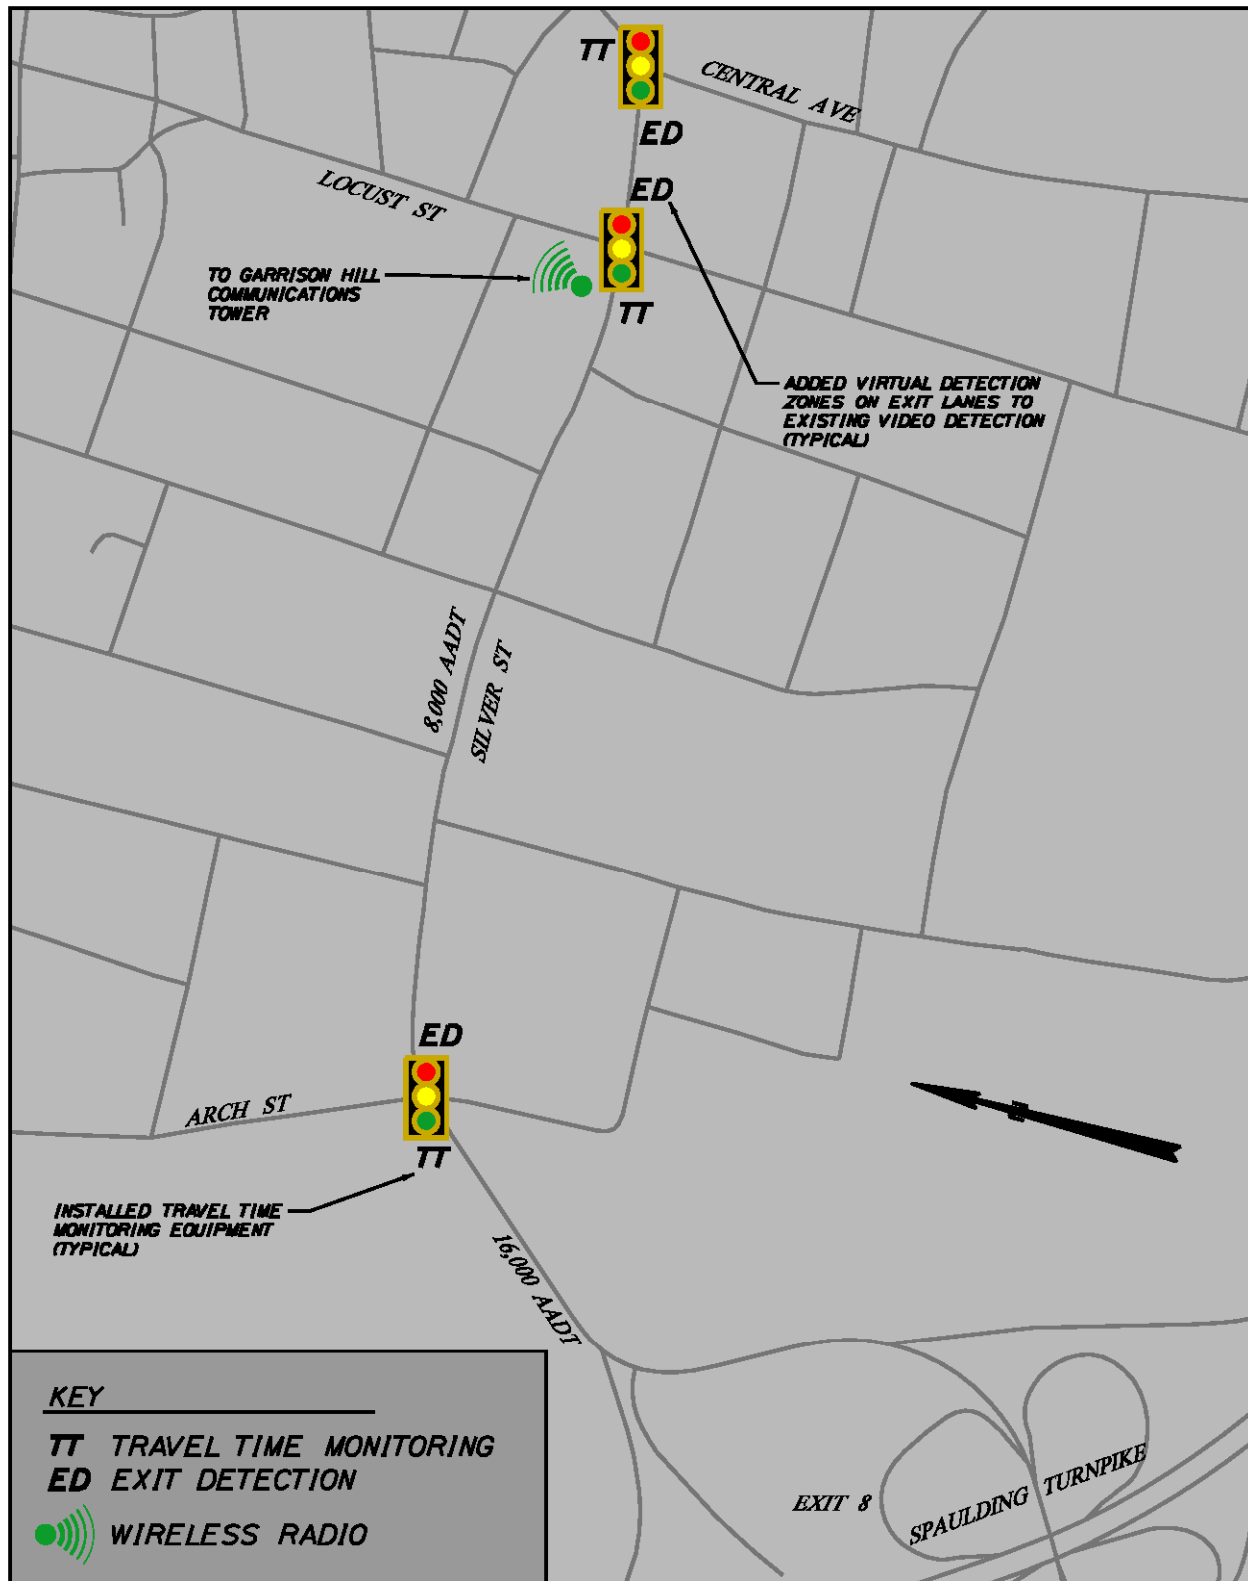 TT
CENTRAL AVE
ED
ED
LOCUST ST
TO GARRISON HILL
COMMUNICATIONS
TOWER
TT
ADDED VIRTUAL DETECTION
ZONES ON EXIT LANES TO
EXISTING VIDEO DETECTION
(TYPICAL)
8,000 AADT
SILVER ST
ED
ARCH ST
TT
INSTALLED TRAVEL TIME
MONITORING EQUIPMENT
(TYPICAL)
16,000 AADT
KEY
TT TRAVEL TIME MONITORING
ED EXIT DETECTION
WIRELESS RADIO
EXIT 8
SPAULDING TURNPIKE